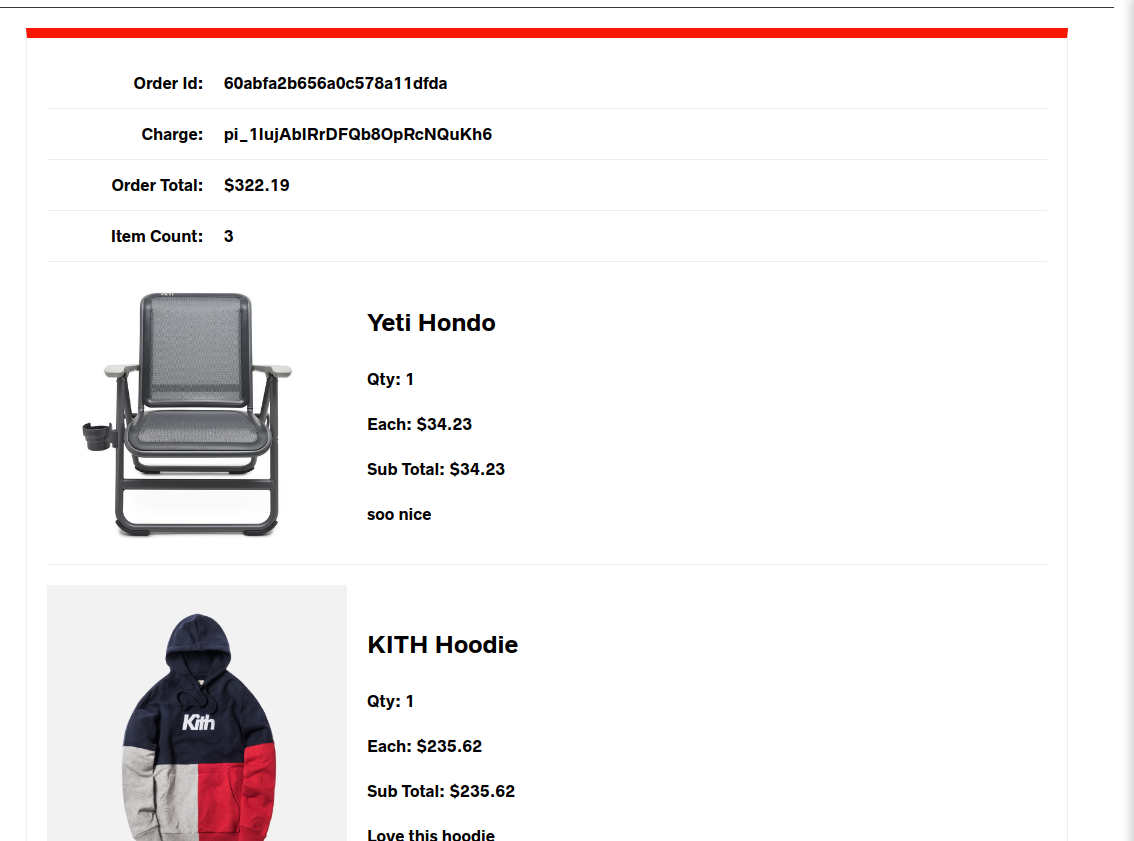 Order Id: 60abfa2b656a0c578a11dfda
Charge: pi_1IujAbIRrDFQb8OpRcNQuKh6
Order Total: $322.19
Item Count: 3
YETI
Yeti Hondo
Qty: 1
Each: $34.23
Sub Total: $34.23
soo nice
KITH Hoodie
Kith
Qty: 1
Each: $235.62
Sub Total: $235.62
Love this hoodie